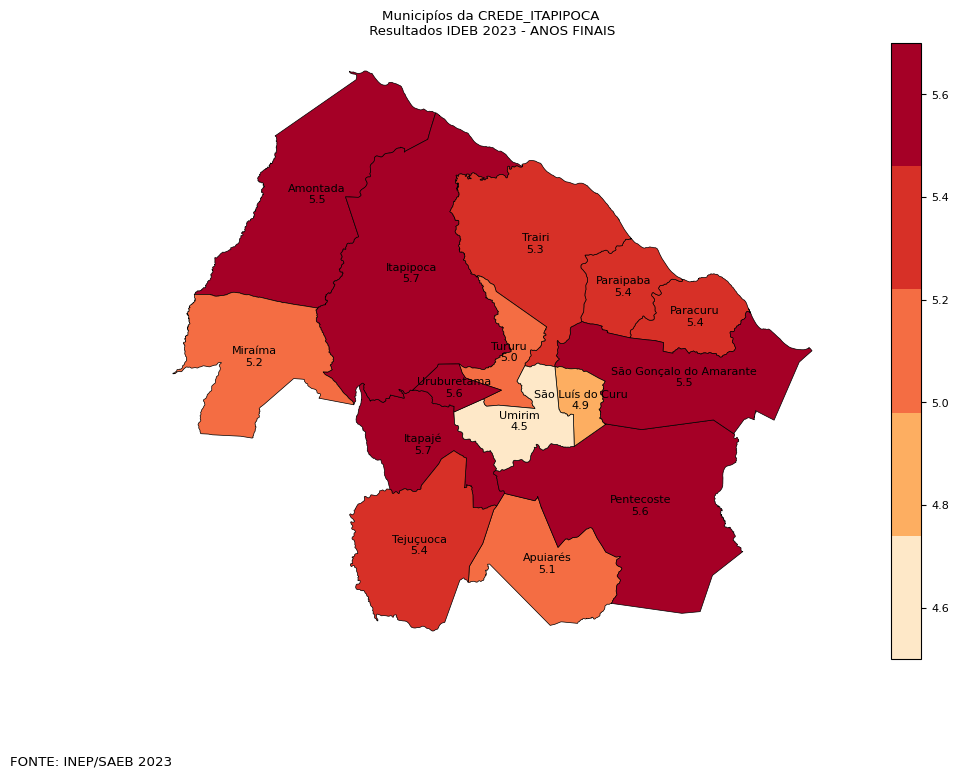 Municipíos da CREDE_ITAPIPOCA
Resultados IDEB 2023 - ANOS FINAIS
5.6
Amontada
5.5
5.4
Trairi
5.3
Itapipoca
5.7
Paraipaba
5.4
5.2
Paracuru
5.4
Miraíma
5.2
Tururu
5.0
São Gonçalo do Amarante
5.5
Uruburetama
5.6
São Luís do Curu
4.9
5.0
Umirim
4.5
Itapajé
5.7
4.8
Pentecoste
5.6
Tejuçuoca
5.4
Apuiarés
5.1
4.6
FONTE: INEP/SAEB 2023